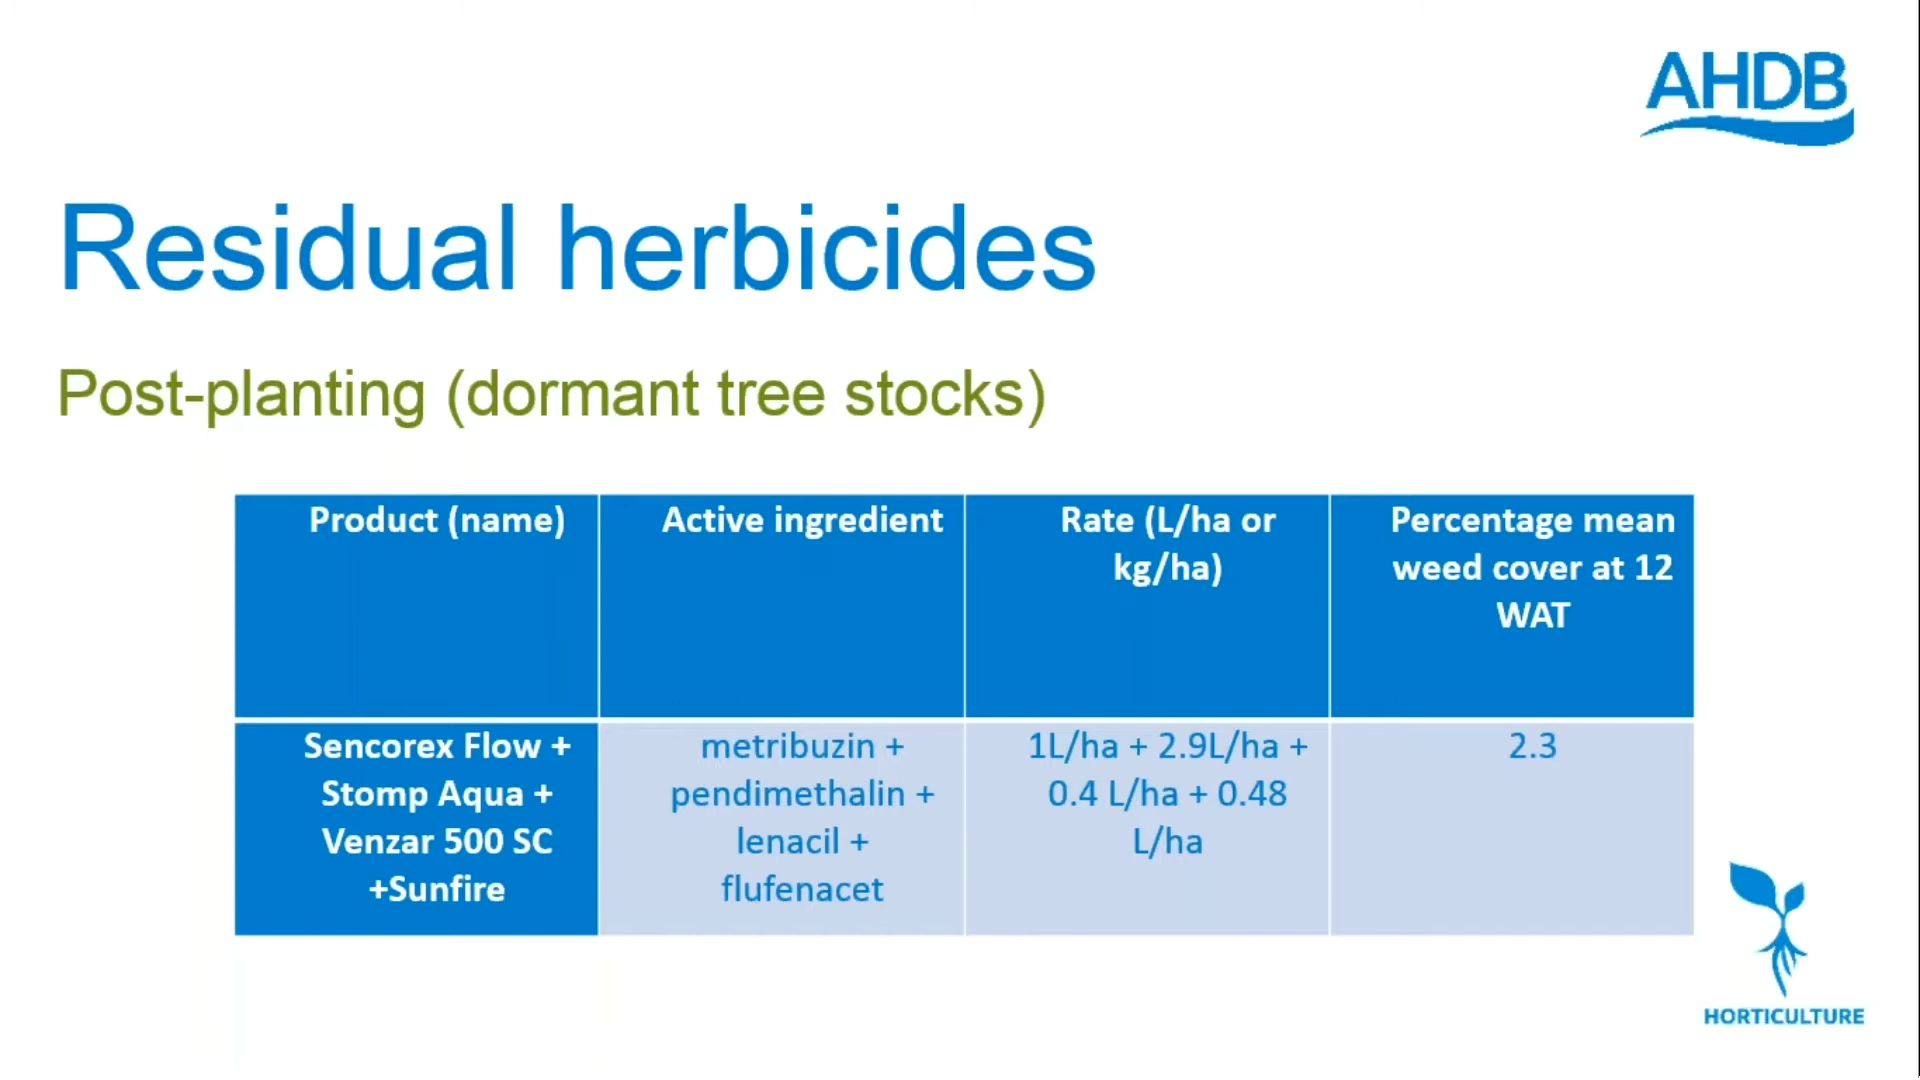 AHDB
Residual herbicides
Post-planting (dormant tree stocks)
Product (name)
Active ingredient
Rate (L/ha or
kg/ha)
Percentage mean
weed cover at 12
WAT
Sencorex Flow +
Stomp Aqua +
Venzar 500 SC
+Sunfire
metribuzin +
pendimethalin +
lenacil +
flufenacet
1L/ha + 2.9L/ha +
0.4 L/ha + 0.48
L/ha
2.3
HORTICULTURE